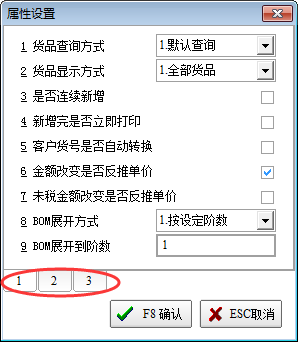 属性设置
1 货品查询方式 1.默认查询
2 货品显示方式 1.全部货品
3 是否连续新增
4 新增完是否立即打印
5 客户货号是否自动转换
6 金额改变是否反推单价
7 未税金额改变是否反推单价
8 BOM展开方式 1.按设定阶数
9 BOM展开到阶数 1
1 2 3
F8 确认 ESC取消